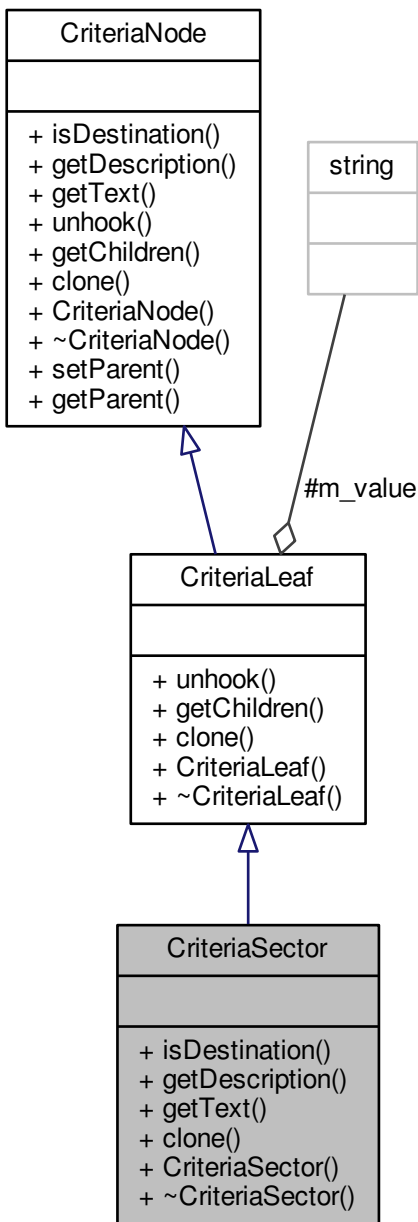 CriteriaNode
+ isDestination()
+ getDescription()
+ getText()
+ unhook()
+ getChildren()
+ clone()
+ CriteriaNode()
+ ~CriteriaNode()
+ setParent()
+ getParent()
string
#m_value
CriteriaLeaf
+ unhook()
+ getChildren()
+ clone()
+ CriteriaLeaf()
+ ~CriteriaLeaf()
CriteriaSector
+ isDestination()
+ getDescription()
+ getText()
+ clone()
+ CriteriaSector()
+ ~CriteriaSector()